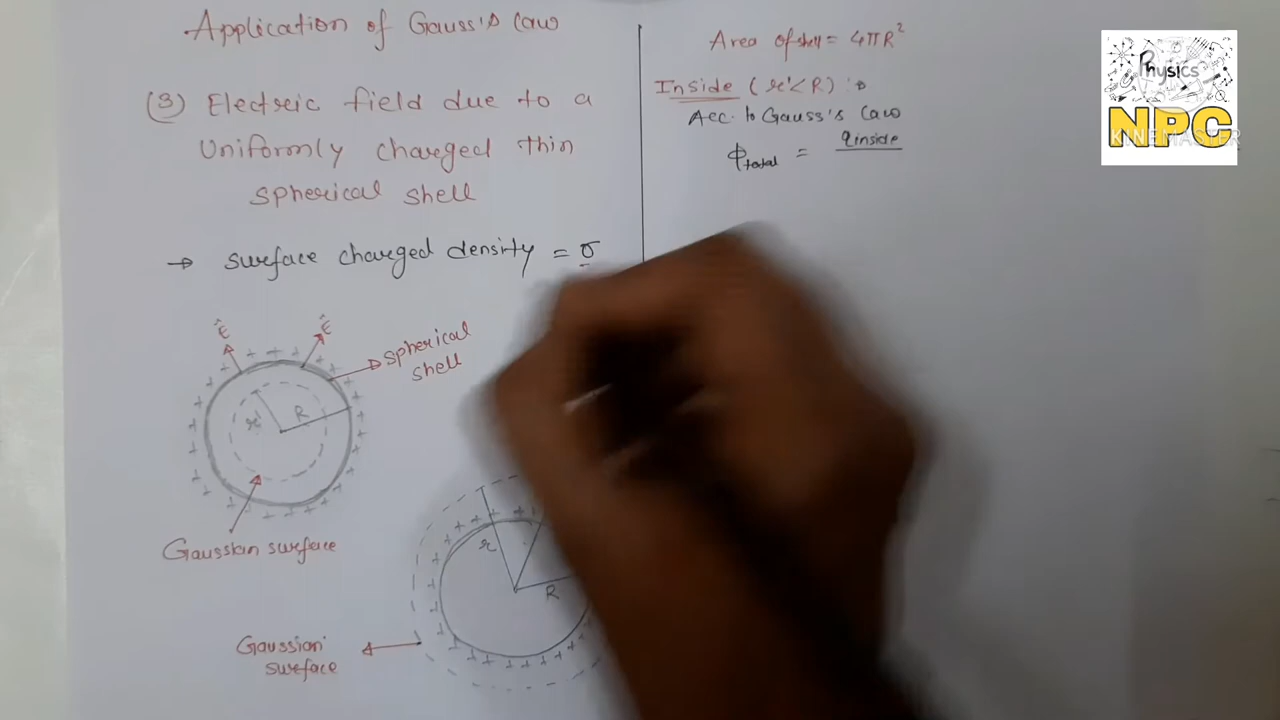 Application of Gauss's Law
(3) Electric field due to a
Uniformly charged thin
spherical shell
→ surface charged density = σ
Ê
Ê
spherical
shell
r'
R
Gaussian surface
r
R
Gaussian
surface
Area of shell = 4πR²
Inside (r'<R) :
Acc. to Gauss's Law
ϕtotal = qinside
Physics
NPC
KINEMASTER